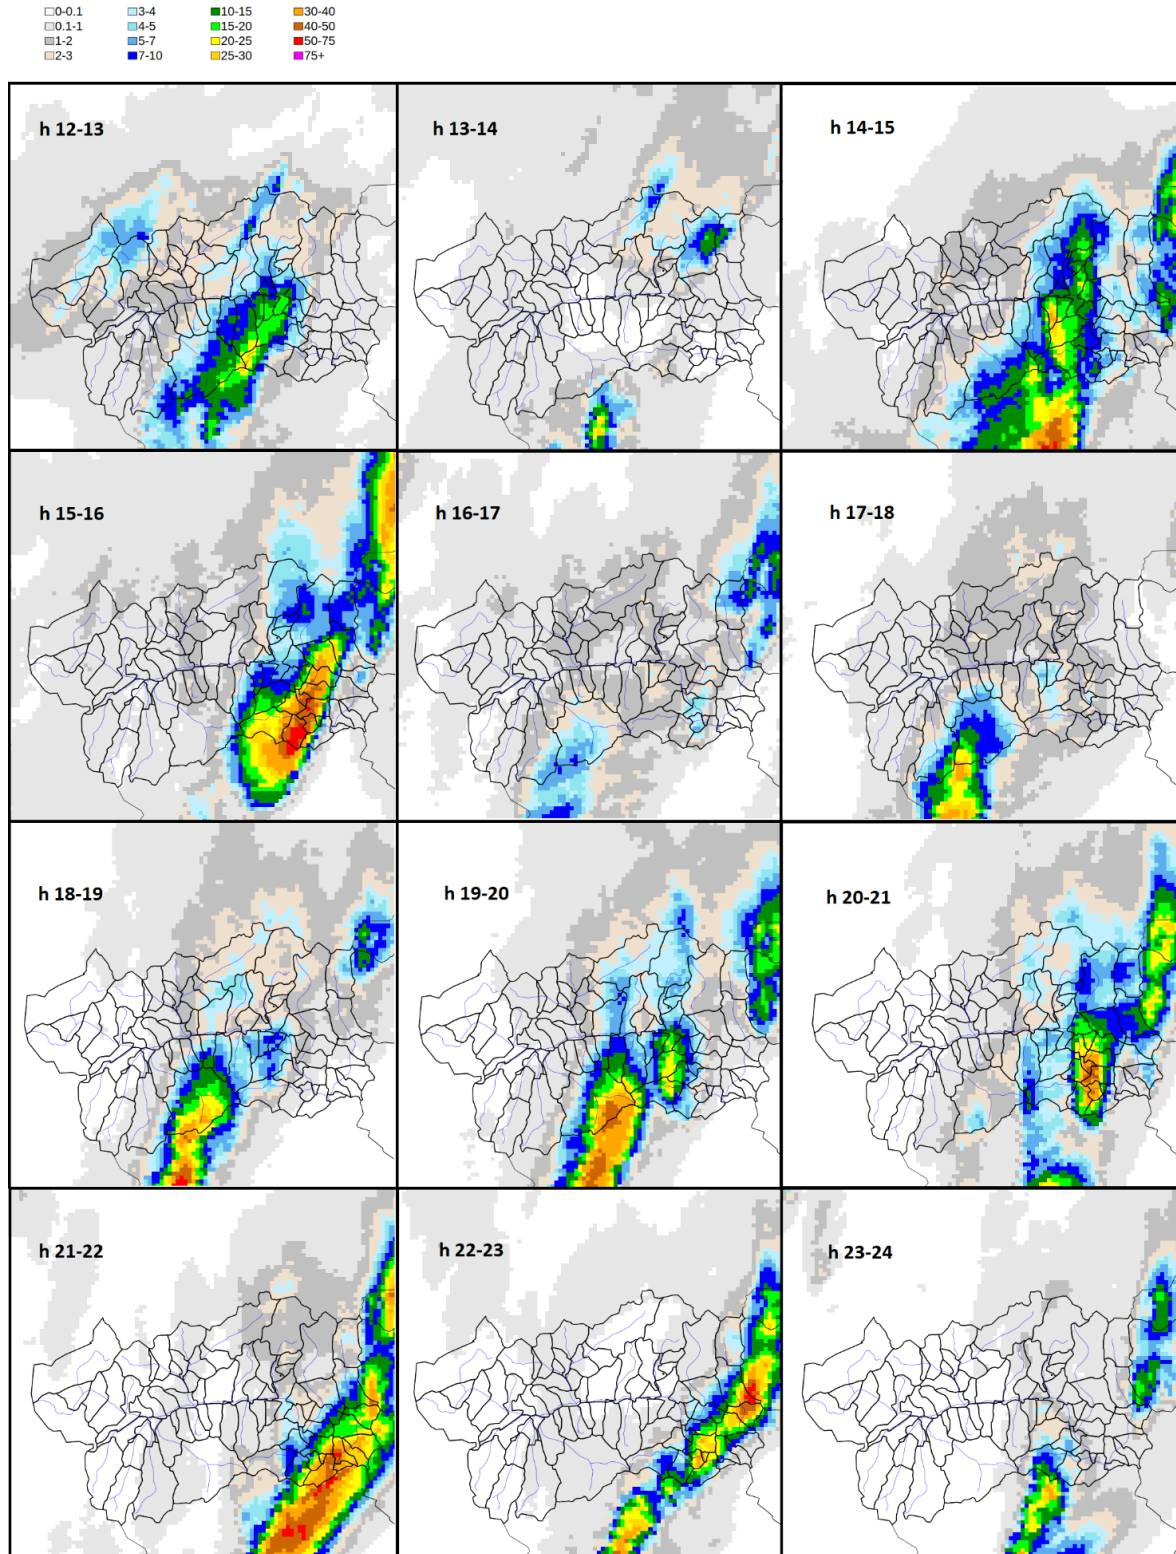 0-0.1 3-4 10-15 30-40
0.1-1 4-5 15-20 40-50
1-2 5-7 20-25 50-75
2-3 7-10 25-30 75+
h 12-13 h 13-14 h 14-15
h 15-16 h 16-17 h 17-18
h 18-19 h 19-20 h 20-21
h 21-22 h 22-23 h 23-24